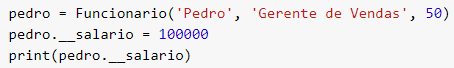 pedro = Funcionario('Pedro', 'Gerente de Vendas', 50)
pedro.__salario = 100000
print(pedro.__salario)